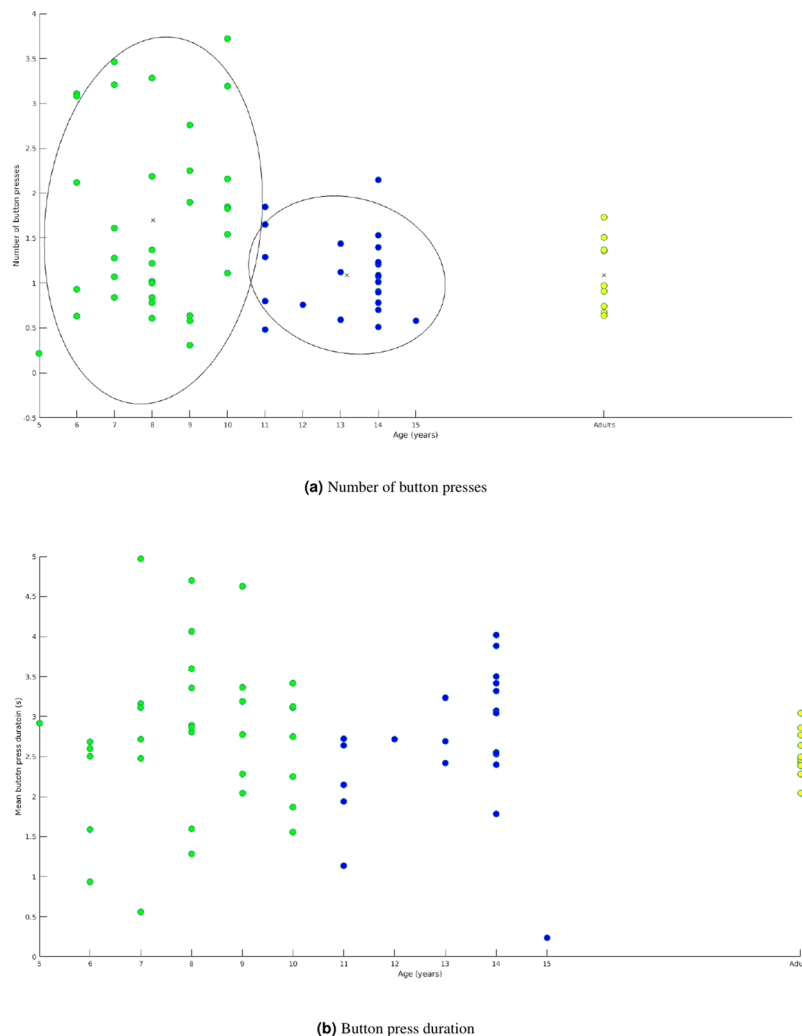 4
3.5
3
2.5
2
1.5
1
0.5
0
-0.5
Number of button presses
5 6 7 8 9 10 11 12 13 14 15 Adults
Age (years)
(a) Number of button presses
5
4.5
4
3.5
3
2.5
2
1.5
1
0.5
0
Mean butotn press duratoin (s)
5 6 7 8 9 10 11 12 13 14 15 Adu
Age (years)
(b) Button press duration